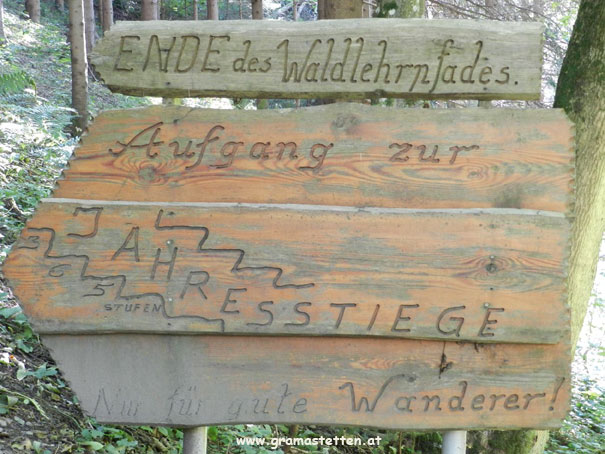 ENDE des Waldlehrpfades.
Aufgang zur
JAHRESSTIEGE
365
STUFEN
Nur für gute Wanderer!
www.gramastetten.at